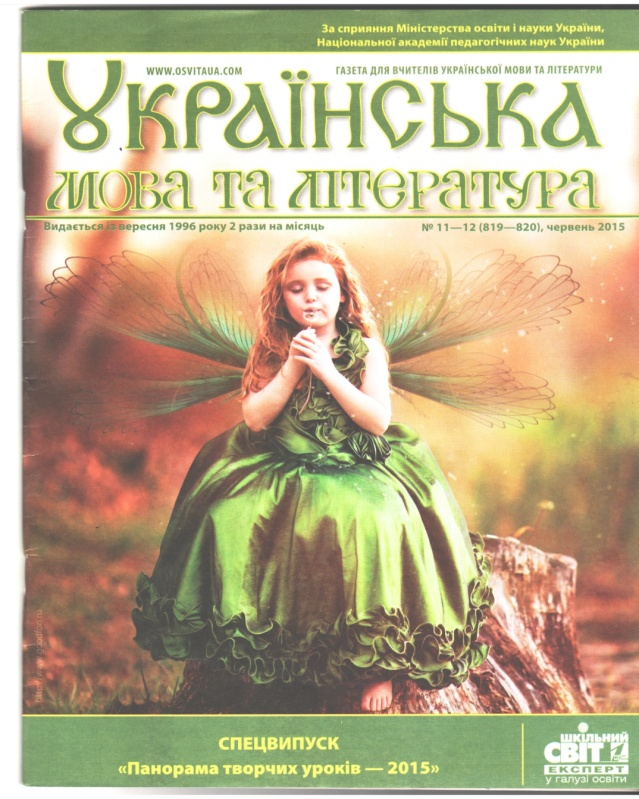 За сприяння Міністерства освіти і науки України,
Національної академії педагогічних наук України
WWW.OSVITAUA.COM ГАЗЕТА ДЛЯ ВЧИТЕЛІВ УКРАЇНСЬКОЇ МОВИ ТА ЛІТЕРАТУРИ
УКРАЇНСЬКА
МОВА ТА ЛІТЕРАТУРА
Видається із вересня 1996 року 2 рази на місяць № 11—12 (819—820), червень 2015
СПЕЦВИПУСК
«Панорама творчих уроків — 2015»
ШКІЛЬНИЙ
СВІТ
ЕКСПЕРТ
у галузі освіти